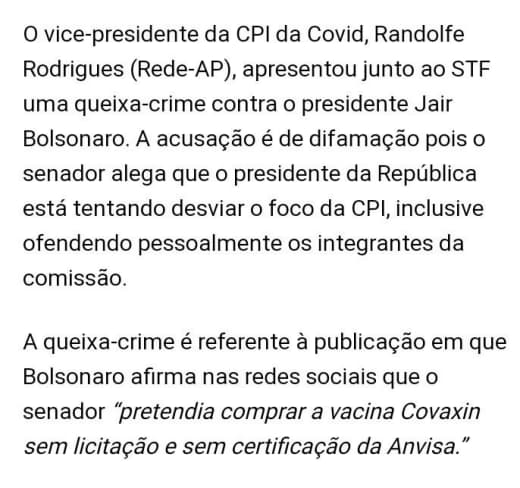 O vice-presidente da CPI da Covid, Randolfe
Rodrigues (Rede-AP), apresentou junto ao STF
uma queixa-crime contra o presidente Jair
Bolsonaro. A acusação é de difamação pois o
senador alega que o presidente da República
está tentando desviar o foco da CPI, inclusive
ofendendo pessoalmente os integrantes da
comissão.
A queixa-crime é referente à publicação em que
Bolsonaro afirma nas redes sociais que o
senador “pretendia comprar a vacina Covaxin
sem licitação e sem certificação da Anvisa.”